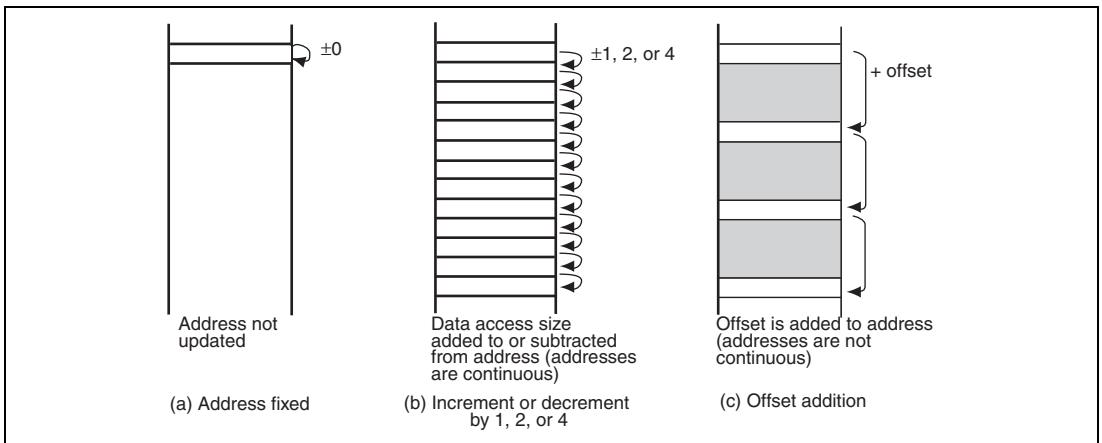 ±0
±1, 2, or 4
+ offset
Address not
updated
Data access size
added to or subtracted
from address (addresses
are continuous)
Offset is added to address
(addresses are not
continuous)
(a) Address fixed
(b) Increment or decrement
by 1, 2, or 4
(c) Offset addition